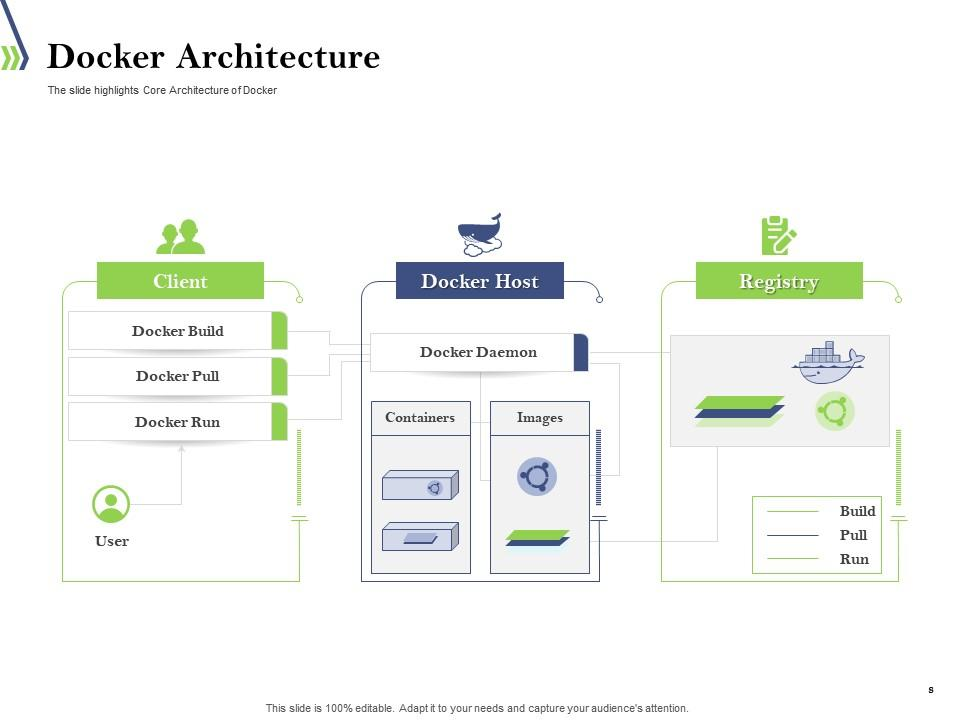 Docker Architecture
The slide highlights Core Architecture of Docker
Client
Docker Host
Registry
Docker Build
Docker Pull
Docker Run
User
Docker Daemon
Containers
Images
Build
Pull
Run
8
This slide is 100% editable. Adapt it to your needs and capture your audience's attention.